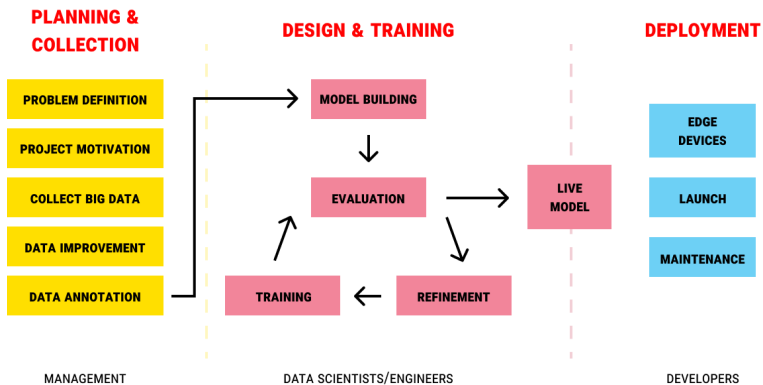 PLANNING &
COLLECTION
DESIGN & TRAINING
DEPLOYMENT
PROBLEM DEFINITION
PROJECT MOTIVATION
COLLECT BIG DATA
DATA IMPROVEMENT
DATA ANNOTATION
MODEL BUILDING
EVALUATION
TRAINING
REFINEMENT
LIVE
MODEL
EDGE
DEVICES
LAUNCH
MAINTENANCE
MANAGEMENT
DATA SCIENTISTS/ENGINEERS
DEVELOPERS